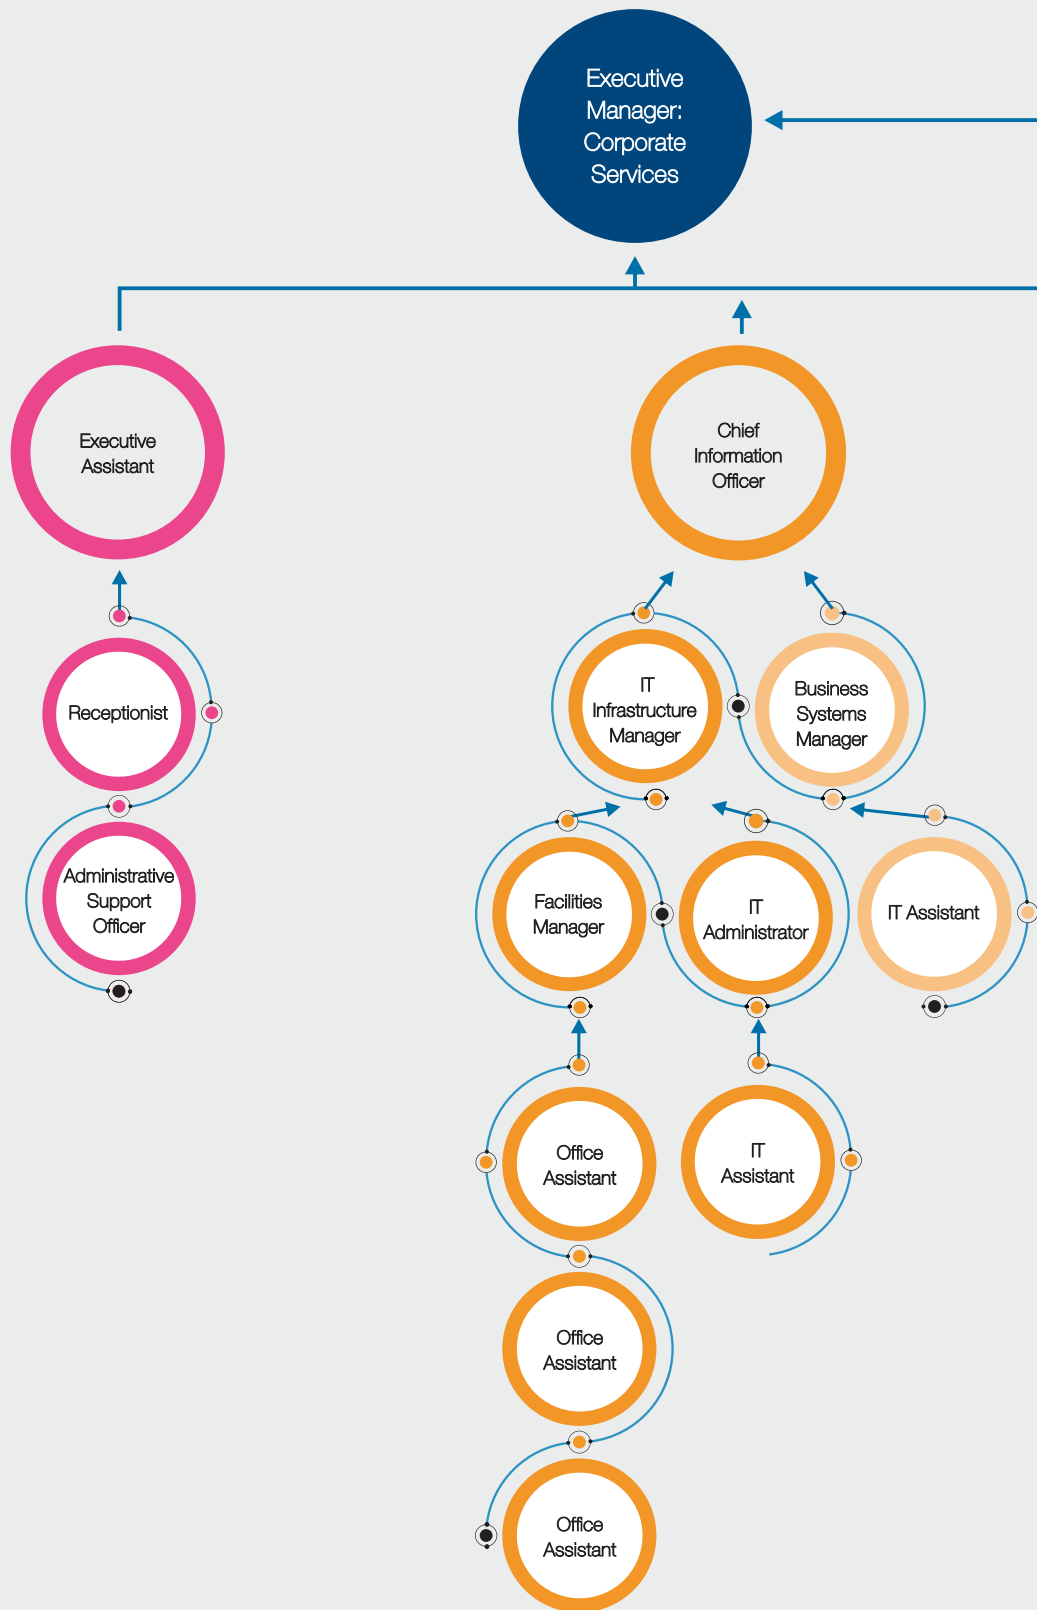 Executive
Manager:
Corporate
Services
Executive
Assistant
Chief
Information
Officer
Receptionist
IT
Infrastructure
Manager
Business
Systems
Manager
Administrative
Support
Officer
Facilities
Manager
IT
Administrator
IT Assistant
Office
Assistant
IT
Assistant
Office
Assistant
Office
Assistant